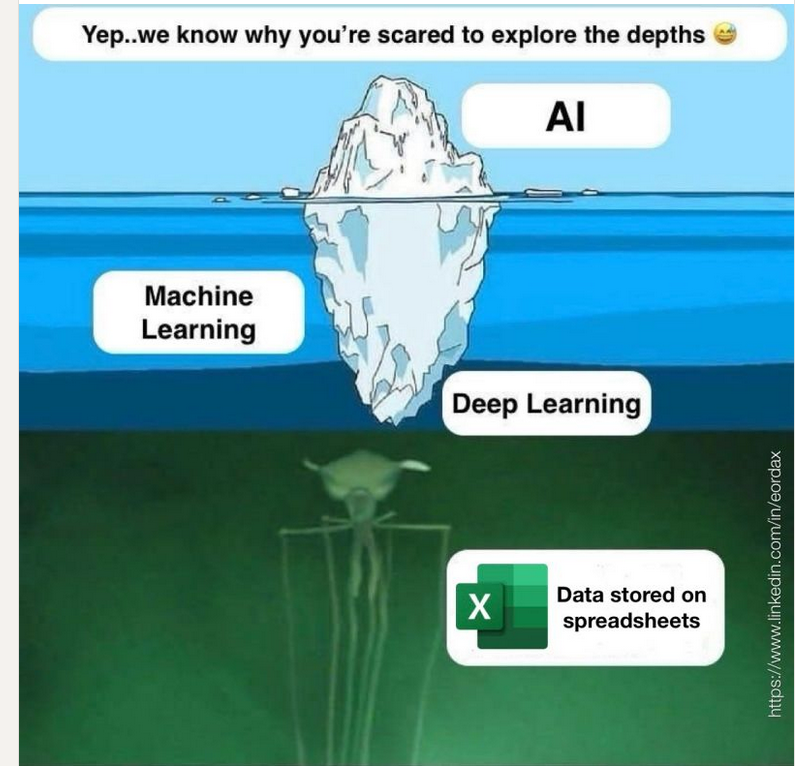 Yep..we know why you’re scared to explore the depths 😅
AI
Machine
Learning
Deep Learning
X
Data stored on
spreadsheets
https://www.linkedin.com/in/eordax